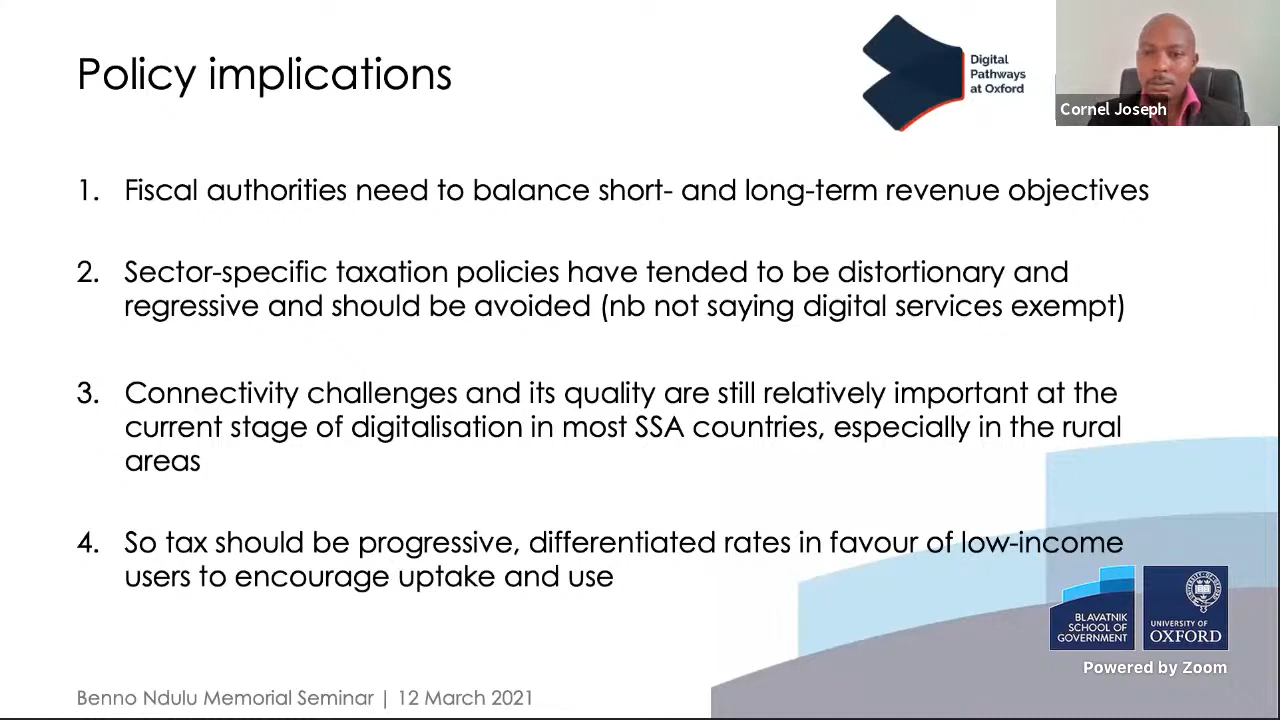 Policy implications
Digital
Pathways
at Oxford
Cornel Joseph
1. Fiscal authorities need to balance short- and long-term revenue objectives
2. Sector-specific taxation policies have tended to be distortionary and
regressive and should be avoided (nb not saying digital services exempt)
3. Connectivity challenges and its quality are still relatively important at the
current stage of digitalisation in most SSA countries, especially in the rural
areas
4. So tax should be progressive, differentiated rates in favour of low-income
users to encourage uptake and use
BLAVATNIK
SCHOOL OF
GOVERNMENT
UNIVERSITY OF
OXFORD
Powered by Zoom
Benno Ndulu Memorial Seminar | 12 March 2021